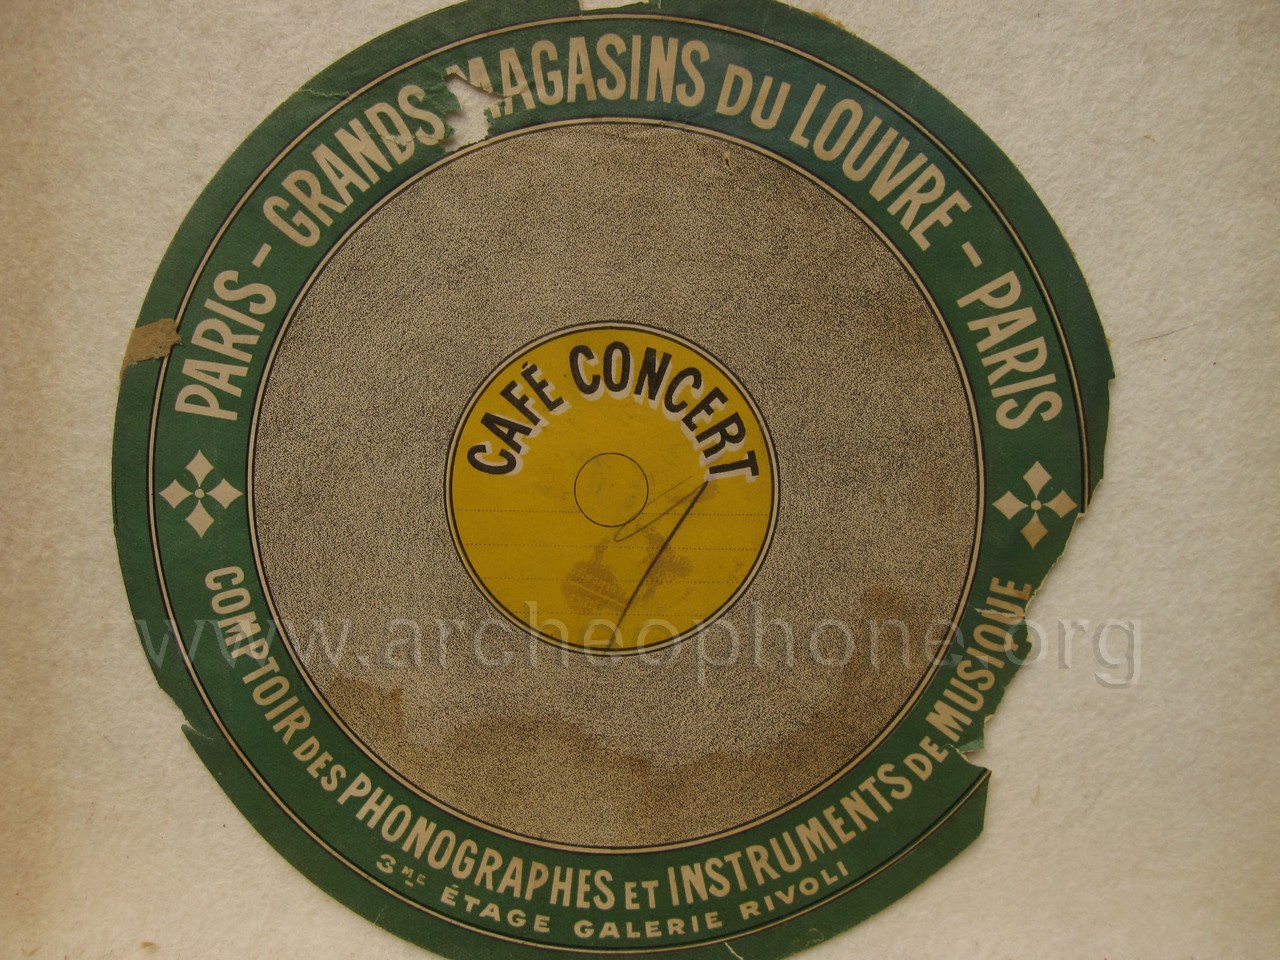 PARIS - GRANDS MAGASINS DU LOUVRE - PARIS
CAFÉ CONCERT
COMPTOIR DES PHONOGRAPHES ET INSTRUMENTS DE MUSIQUE
3ME ÉTAGE GALERIE RIVOLI
www.archeophone.org